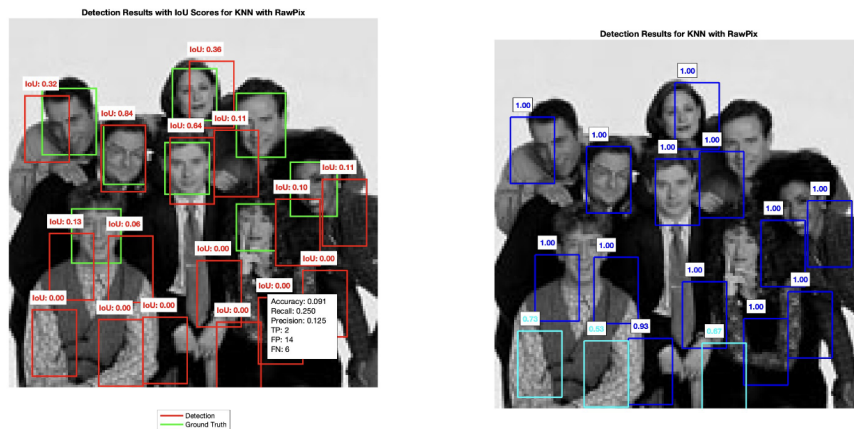 Detection Results with IoU Scores for KNN with RawPix
IoU: 0.36
IoU: 0.32
IoU: 0.84
IoU: 0.64
IoU: 0.11
IoU: 0.10
IoU: 0.11
IoU: 0.13
IoU: 0.06
IoU: 0.00
IoU: 0.00
IoU: 0.00
IoU: 0.00
IoU: 0.00
IoU: 0.00
IoU: 0.00
Accuracy: 0.091
Recall: 0.250
Precision: 0.125
TP: 2
FP: 14
FN: 6
Detection
Ground Truth
Detection Results for KNN with RawPix
1.00
1.00
1.00
1.00
1.00
1.00
1.00
1.00
1.00
1.00
1.00
1.00
0.73
0.53
0.93
0.87